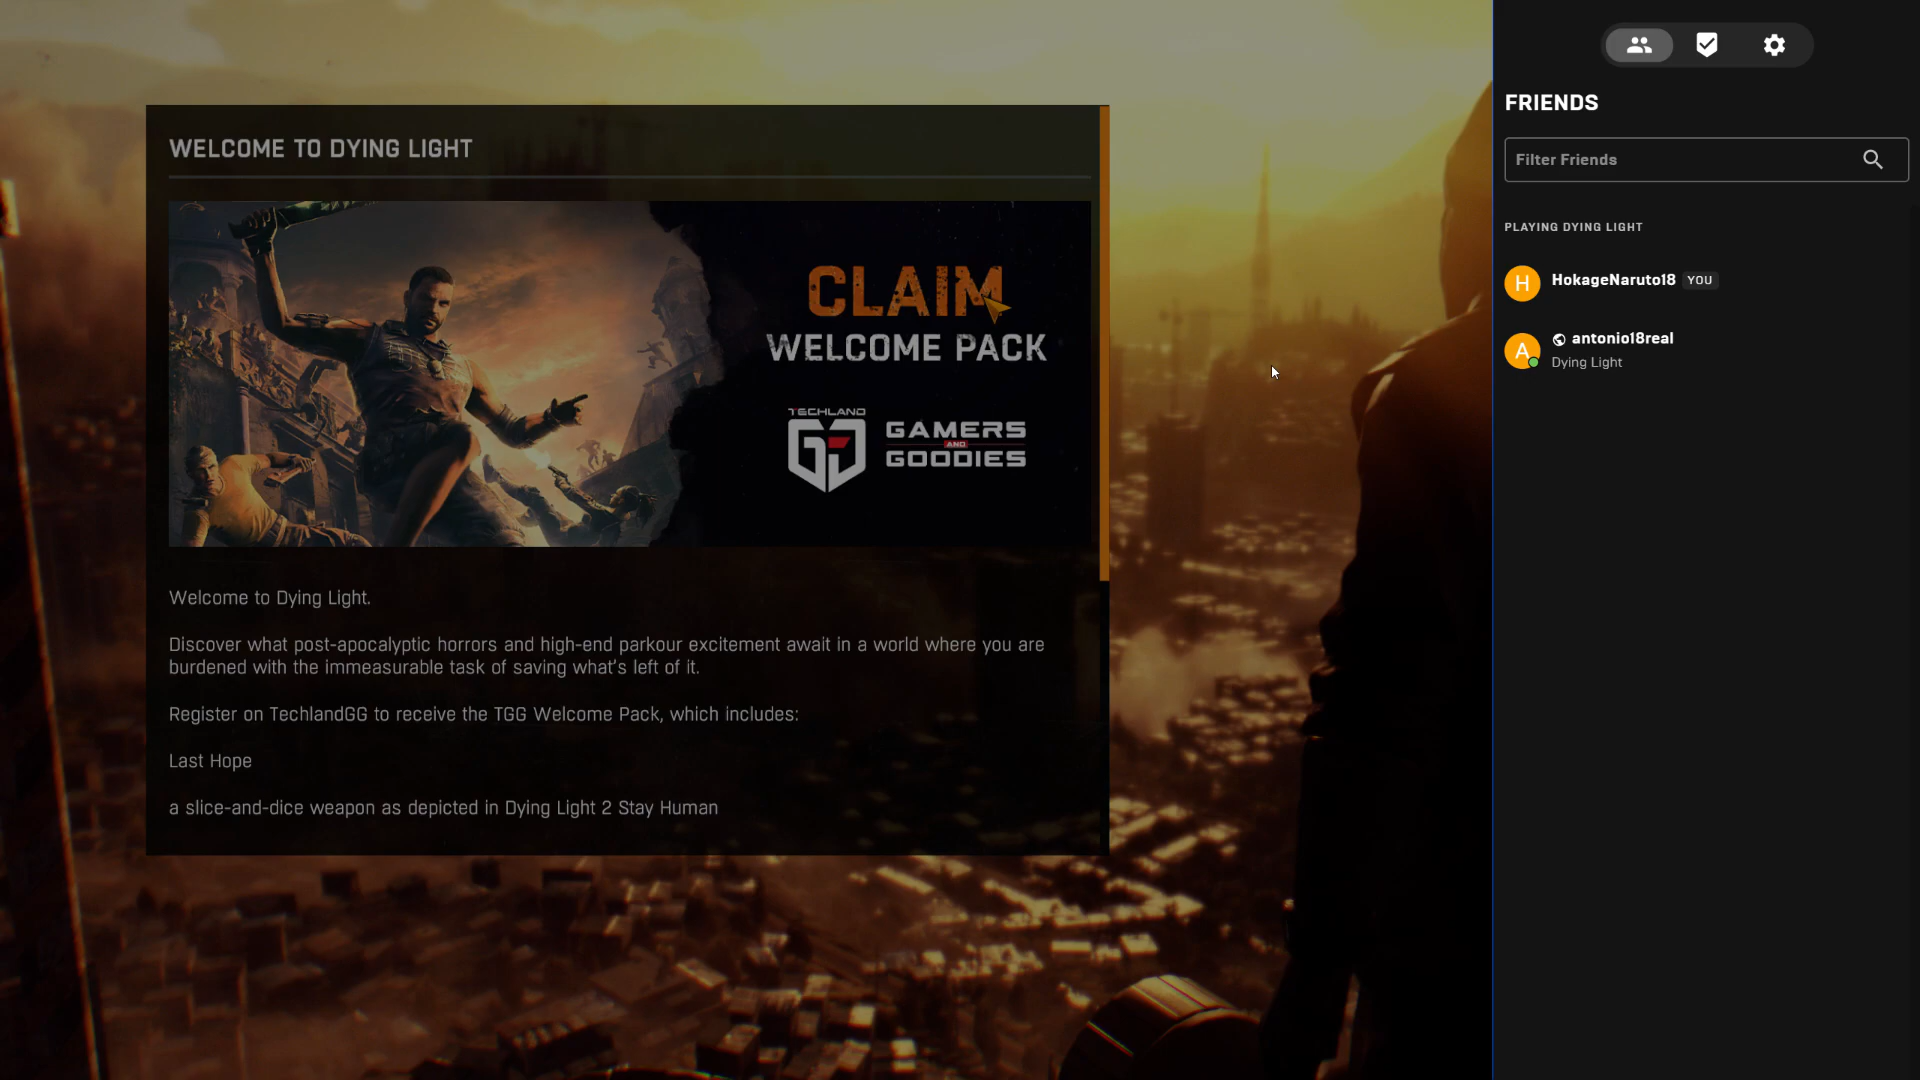 WELCOME TO DYING LIGHT
CLAIM
WELCOME PACK
TECHLAND
GAMERS
AND
GOODIES
Welcome to Dying Light.
Discover what post-apocalyptic horrors and high-end parkour excitement await in a world where you are
burdened with the immeasurable task of saving what's left of it.
Register on TechlandGG to receive the TGG Welcome Pack, which includes:
Last Hope
a slice-and-dice weapon as depicted in Dying Light 2 Stay Human
FRIENDS
Filter Friends
PLAYING DYING LIGHT
H
HokageNaruto18 YOU
A
antonio18real
Dying Light